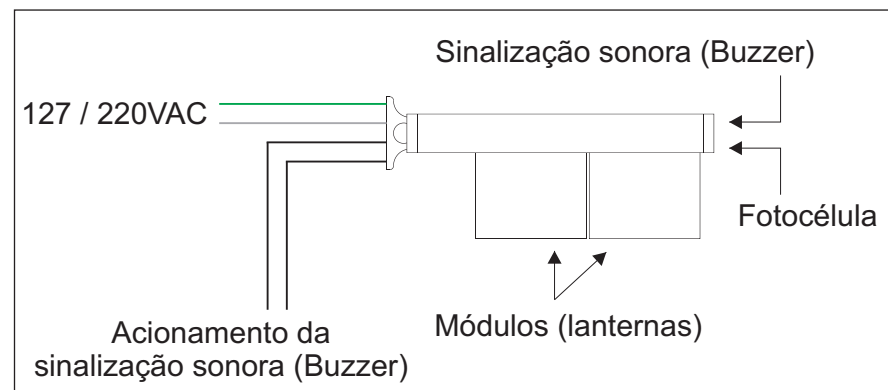 Sinalização sonora (Buzzer)
127 / 220VAC
Fotocélula
Módulos (lanternas)
Acionamento da
sinalização sonora (Buzzer)